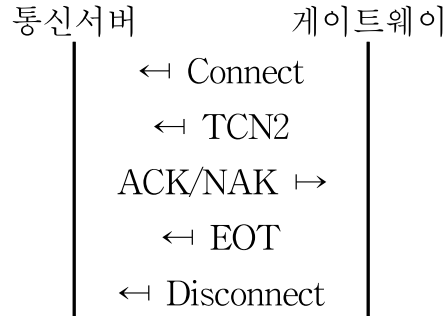 통신서버 게이트웨이
↤ Connect
↤ TCN2
ACK/NAK ↦
↤ EOT
↤ Disconnect